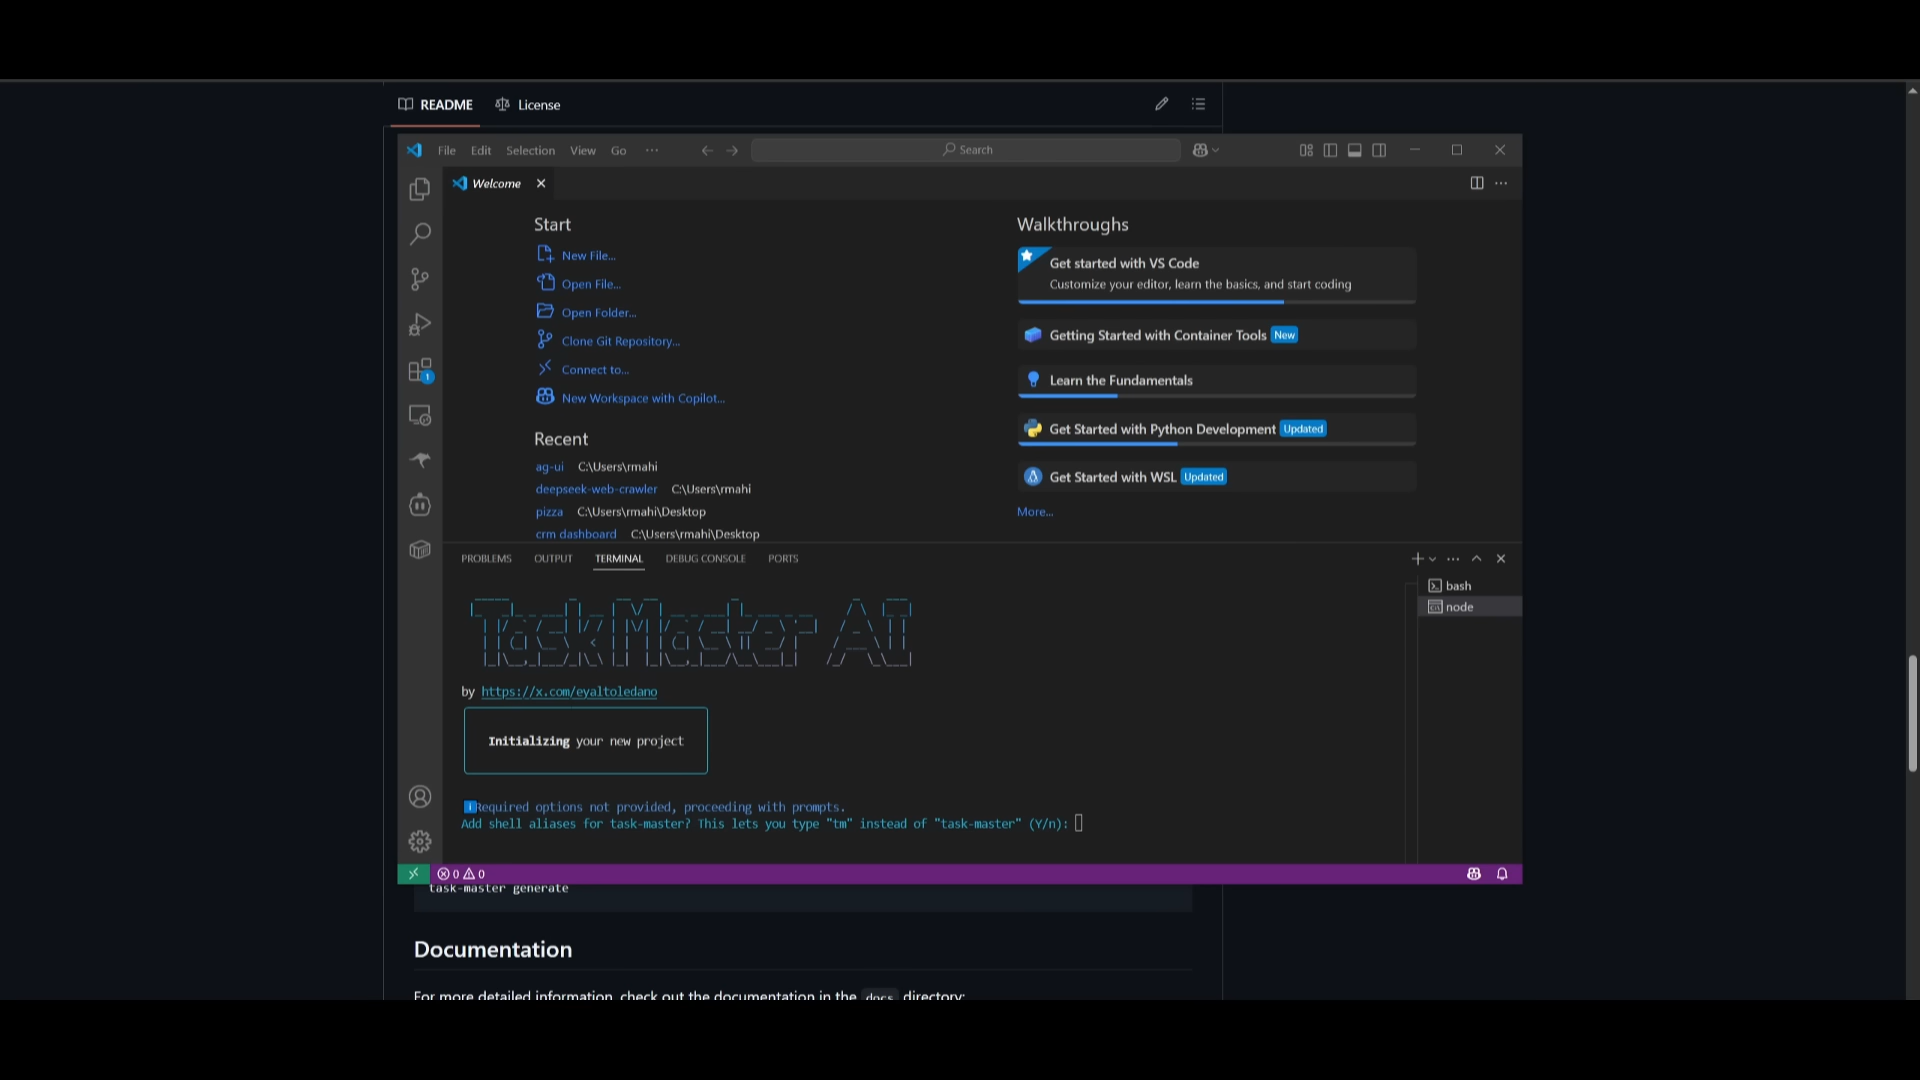 README License
File Edit Selection View Go ···
Search
Welcome
Start
New File...
Open File...
Open Folder...
Clone Git Repository...
Connect to...
New Workspace with Copilot...
Recent
ag-ui C:\Users\rmahi
deepseek-web-crawler C:\Users\rmahi
pizza C:\Users\rmahi\Desktop
crm dashboard C:\Users\rmahi\Desktop
Walkthroughs
Get started with VS Code
Customize your editor, learn the basics, and start coding
Getting Started with Container Tools New
Learn the Fundamentals
Get Started with Python Development Updated
Get Started with WSL Updated
More...
1
PROBLEMS OUTPUT TERMINAL DEBUG CONSOLE PORTS
bash
node
Task Master AI
by https://x.com/eyaltoledano
Initializing your new project
i Required options not provided, proceeding with prompts.
Add shell aliases for task-master? This lets you type "tm" instead of "task-master" (Y/n):
0 0
task-master generate
Documentation
For more detailed information, check out the documentation in the docs directory: